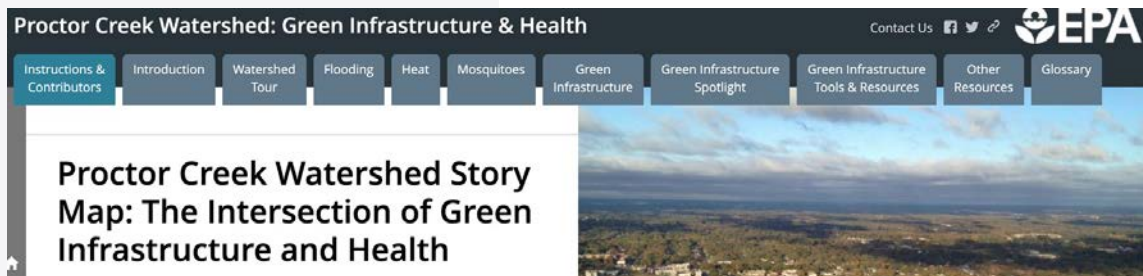 Proctor Creek Watershed: Green Infrastructure & Health
Contact Us
EPA
Instructions &
Contributors
Introduction
Watershed
Tour
Flooding
Heat
Mosquitoes
Green
Infrastructure
Green Infrastructure
Spotlight
Green Infrastructure
Tools & Resources
Other
Resources
Glossary
Proctor Creek Watershed Story
Map: The Intersection of Green
Infrastructure and Health